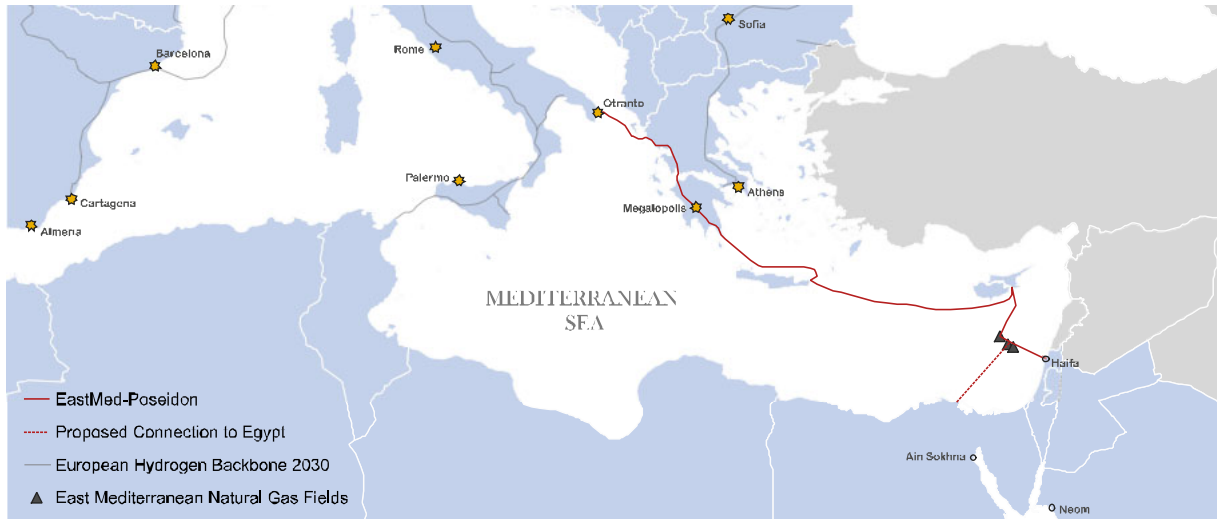 Sofia
Barcelona
Rome
Otranto
Palermo
Athens
Cartagena
Megalopolis
Almeria
MEDITERRANEAN
SEA
Haifa
EastMed-Poseidon
Proposed Connection to Egypt
European Hydrogen Backbone 2030
Ain Sokhna
East Mediterranean Natural Gas Fields
Neom